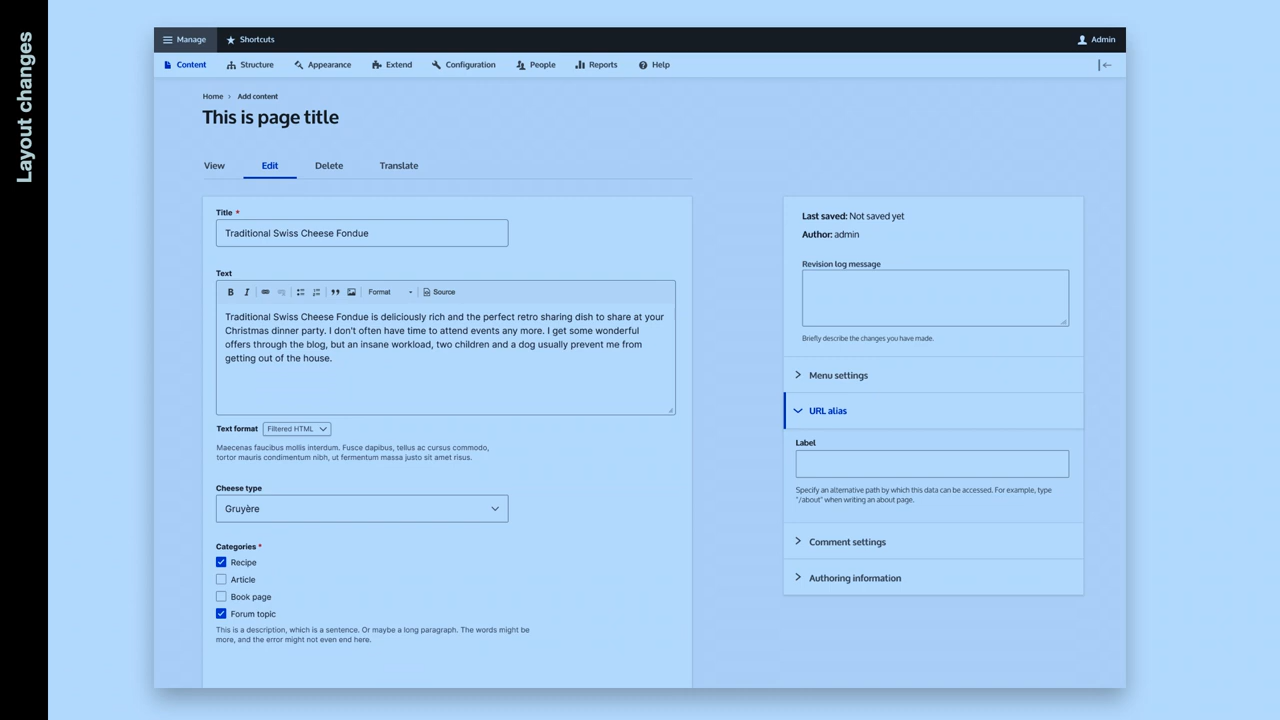 Layout changes
Manage Shortcuts Admin
Content Structure Appearance Extend Configuration People Reports Help
Home › Add content
This is page title
View Edit Delete Translate
Title *
Traditional Swiss Cheese Fondue
Text
B I Format Source
Traditional Swiss Cheese Fondue is deliciously rich and the perfect retro sharing dish to share at your
Christmas dinner party. I don't often have time to attend events any more. I get some wonderful
offers through the blog, but an insane workload, two children and a dog usually prevent me from
getting out of the house.
Text format Filtered HTML
Maecenas faucibus mollis interdum. Fusce dapibus, tellus ac cursus commodo,
tortor mauris condimentum nibh, ut fermentum massa justo sit amet risus.
Cheese type
Gruyère
Categories *
Recipe
Article
Book page
Forum topic
This is a description, which is a sentence. Or maybe a long paragraph. The words might be
more, and the error might not even end here.
Last saved: Not saved yet
Author: admin
Revision log message
Briefly describe the changes you have made.
Menu settings
URL alias
Label
Specify an alternative path by which this data can be accessed. For example, type
"/about" when writing an about page.
Comment settings
Authoring information